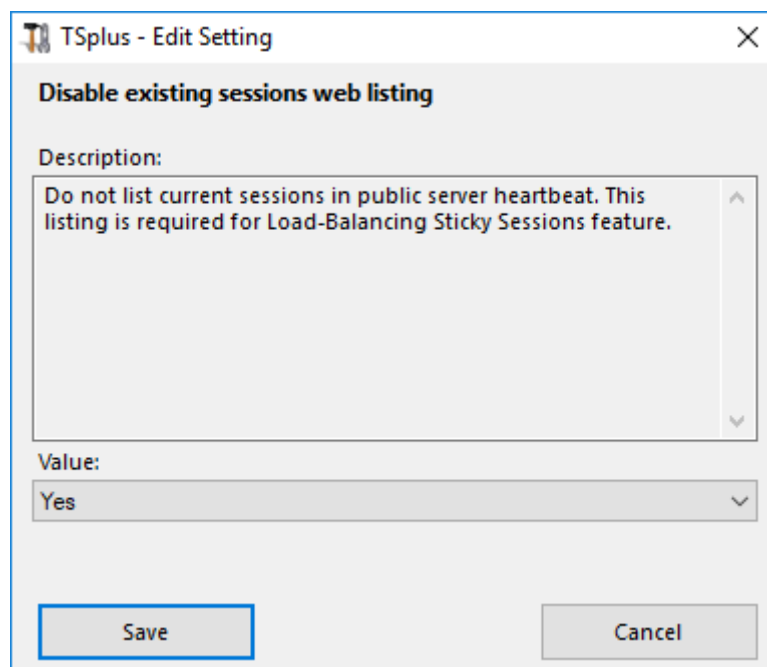 TSplus - Edit Setting
Disable existing sessions web listing
Description:
Do not list current sessions in public server heartbeat. This
listing is required for Load-Balancing Sticky Sessions feature.
Value:
Yes
Save Cancel